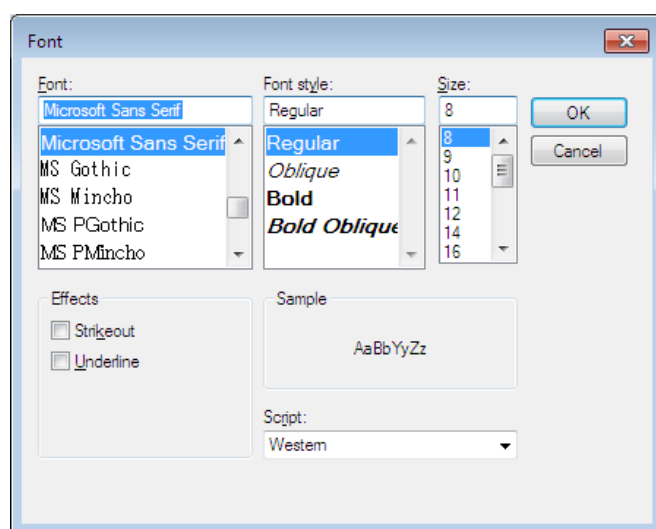 Font
Font:
Font style:
Size:
Microsoft Sans Serif
Regular
8
OK
Microsoft Sans Serif
MS Gothic
MS Mincho
MS PGothic
MS PMincho
Regular
Oblique
Bold
Bold Oblique
8
9
10
11
12
14
16
Cancel
Effects
Strikeout
Underline
Sample
AaBbYyZz
Script:
Western